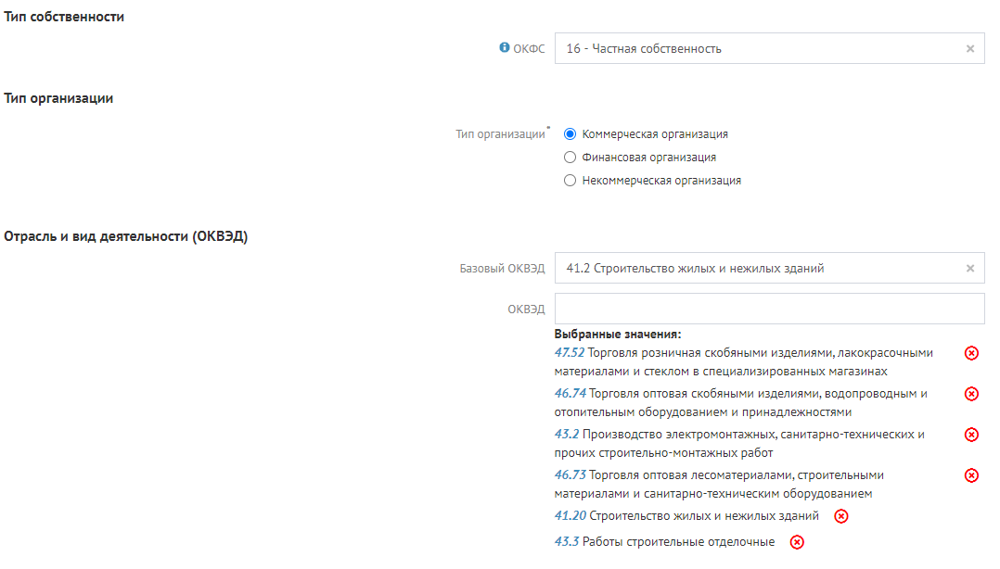 Тип собственности
ОКФС 16 - Частная собственность
Тип организации
Тип организации * Коммерческая организация
Финансовая организация
Некоммерческая организация
Отрасль и вид деятельности (ОКВЭД)
Базовый ОКВЭД 41.2 Строительство жилых и нежилых зданий
ОКВЭД
Выбранные значения:
47.52 Торговля розничная скобяными изделиями, лакокрасочными
материалами и стеклом в специализированных магазинах
46.74 Торговля оптовая скобяными изделиями, водопроводным и
отопительным оборудованием и принадлежностями
43.2 Производство электромонтажных, санитарно-технических и
прочих строительно-монтажных работ
46.73 Торговля оптовая лесоматериалами, строительными
материалами и санитарно-техническим оборудованием
41.20 Строительство жилых и нежилых зданий
43.3 Работы строительные отделочные